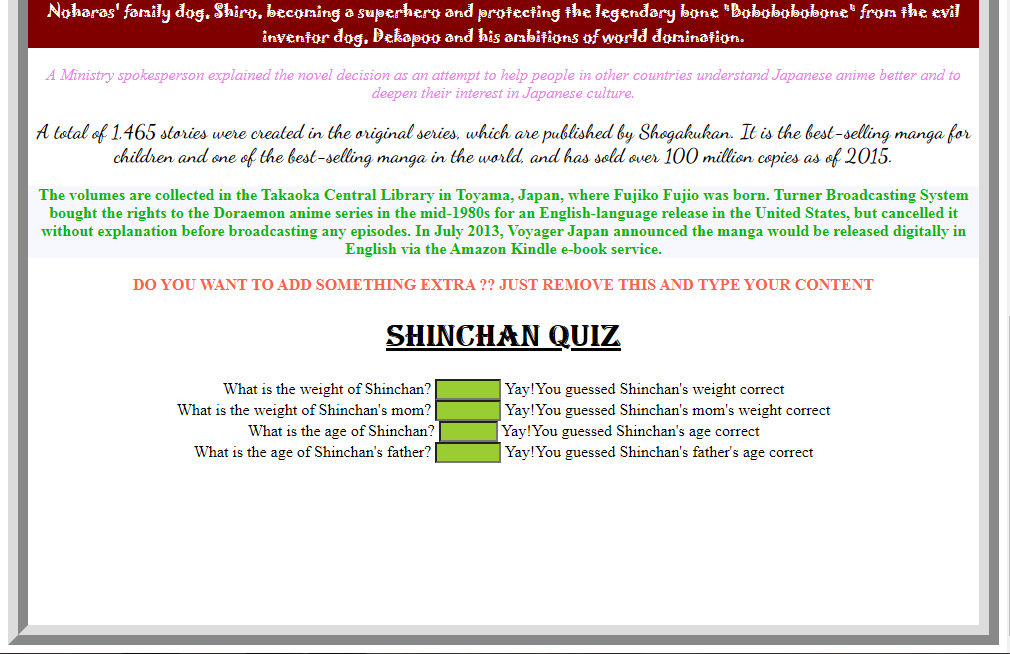 Noharas' family dog, Shiro, becoming a superhero and protecting the legendary bone "Bobobobobone" from the evil
inventor dog, Dekapoo and his ambitions of world domination.
A Ministry spokesperson explained the novel decision as an attempt to help people in other countries understand Japanese anime better and to
deepen their interest in Japanese culture.
A total of 1,465 stories were created in the original series, which are published by Shogakukan. It is the best-selling manga for
children and one of the best-selling manga in the world, and has sold over 100 million copies as of 2015.
The volumes are collected in the Takaoka Central Library in Toyama, Japan, where Fujiko Fujio was born. Turner Broadcasting System
bought the rights to the Doraemon anime series in the mid-1980s for an English-language release in the United States, but cancelled it
without explanation before broadcasting any episodes. In July 2013, Voyager Japan announced the manga would be released digitally in
English via the Amazon Kindle e-book service.
DO YOU WANT TO ADD SOMETHING EXTRA ?? JUST REMOVE THIS AND TYPE YOUR CONTENT
SHINCHAN QUIZ
What is the weight of Shinchan? Yay!You guessed Shinchan's weight correct
What is the weight of Shinchan's mom? Yay!You guessed Shinchan's mom's weight correct
What is the age of Shinchan? Yay!You guessed Shinchan's age correct
What is the age of Shinchan's father? Yay!You guessed Shinchan's father's age correct